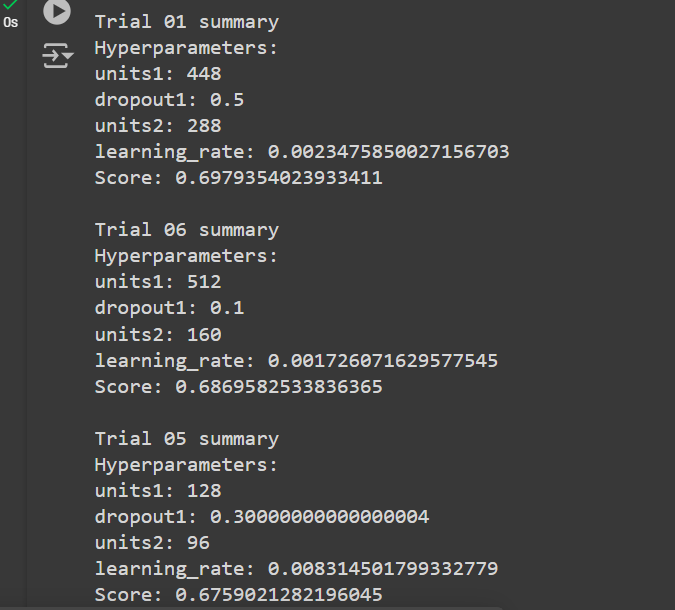 0s
Trial 01 summary
Hyperparameters:
units1: 448
dropout1: 0.5
units2: 288
learning_rate: 0.0023475850027156703
Score: 0.6979354023933411
Trial 06 summary
Hyperparameters:
units1: 512
dropout1: 0.1
units2: 160
learning_rate: 0.001726071629577545
Score: 0.6869582533836365
Trial 05 summary
Hyperparameters:
units1: 128
dropout1: 0.30000000000000004
units2: 96
learning_rate: 0.008314501799332779
Score: 0.6759021282196045